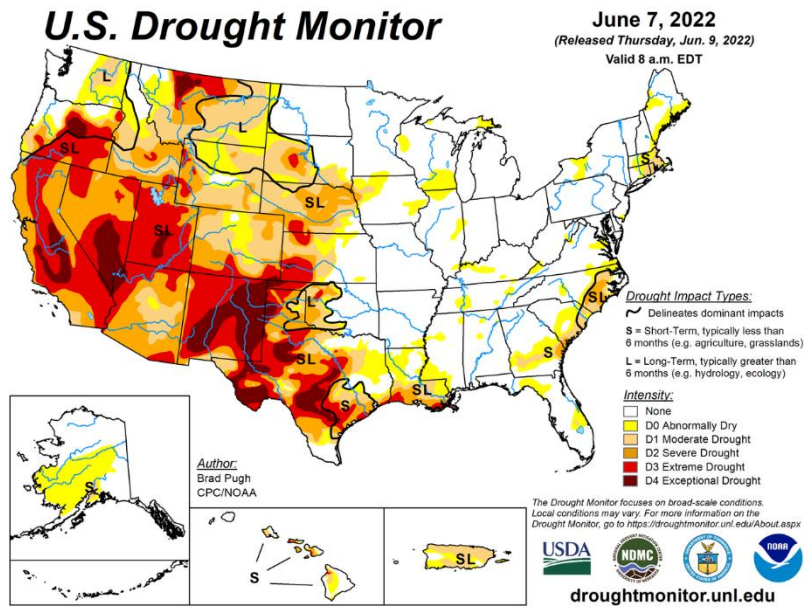 U.S. Drought Monitor
June 7, 2022
(Released Thursday, Jun. 9, 2022)
Valid 8 a.m. EDT
L
L
S
SL
SL
SL
SL
L
Drought Impact Types:
Delineates dominant impacts
S = Short-Term, typically less than
6 months (e.g. agriculture, grasslands)
L = Long-Term, typically greater than
6 months (e.g. hydrology, ecology)
SL
S
SL
S
Intensity:
None
D0 Abnormally Dry
D1 Moderate Drought
D2 Severe Drought
D3 Extreme Drought
D4 Exceptional Drought
S
Author:
Brad Pugh
CPC/NOAA
S
SL
The Drought Monitor focuses on broad-scale conditions.
Local conditions may vary. For more information on the
Drought Monitor, go to https://droughtmonitor.unl.edu/About.aspx
USDA
NDMC
NOAA
droughtmonitor.unl.edu